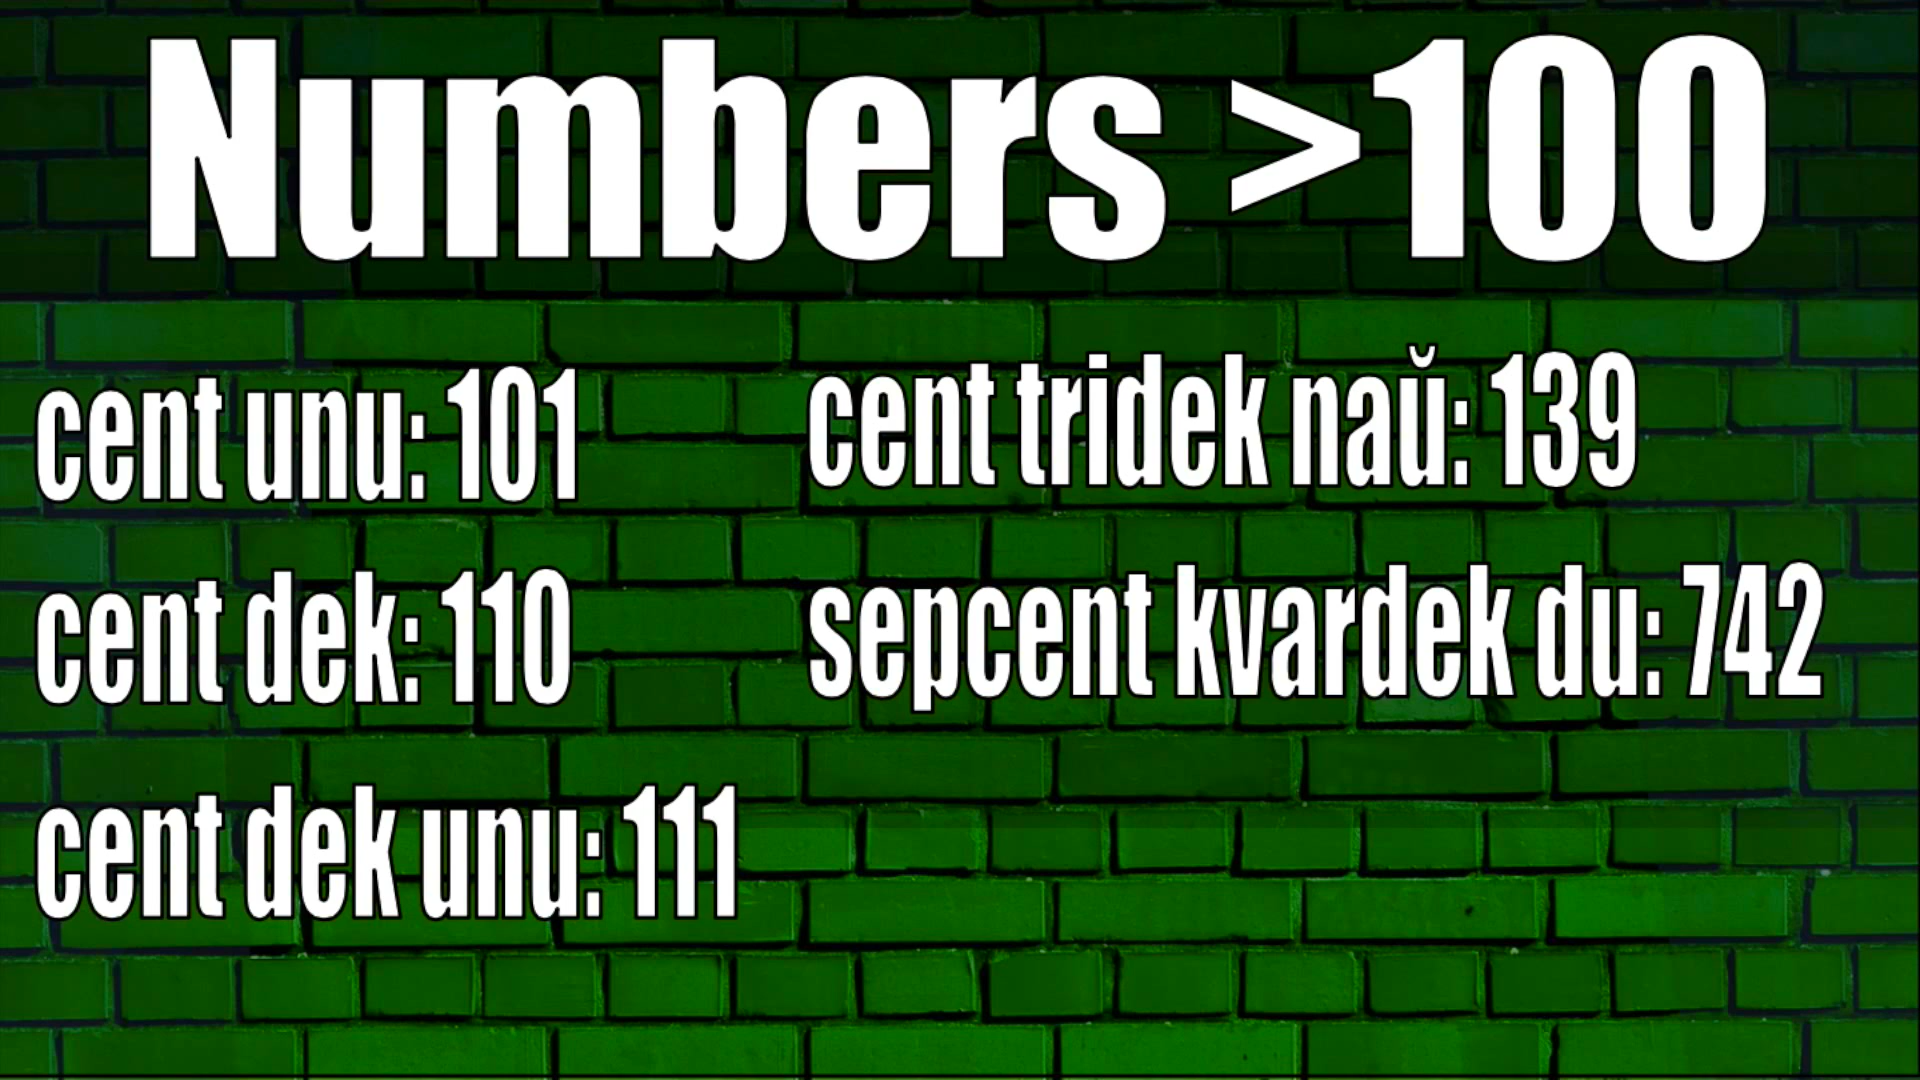 Numbers >100
cent unu: 101
cent dek: 110
cent dek unu: 111
cent tridek naŭ: 139
sepcent kvardek du: 742